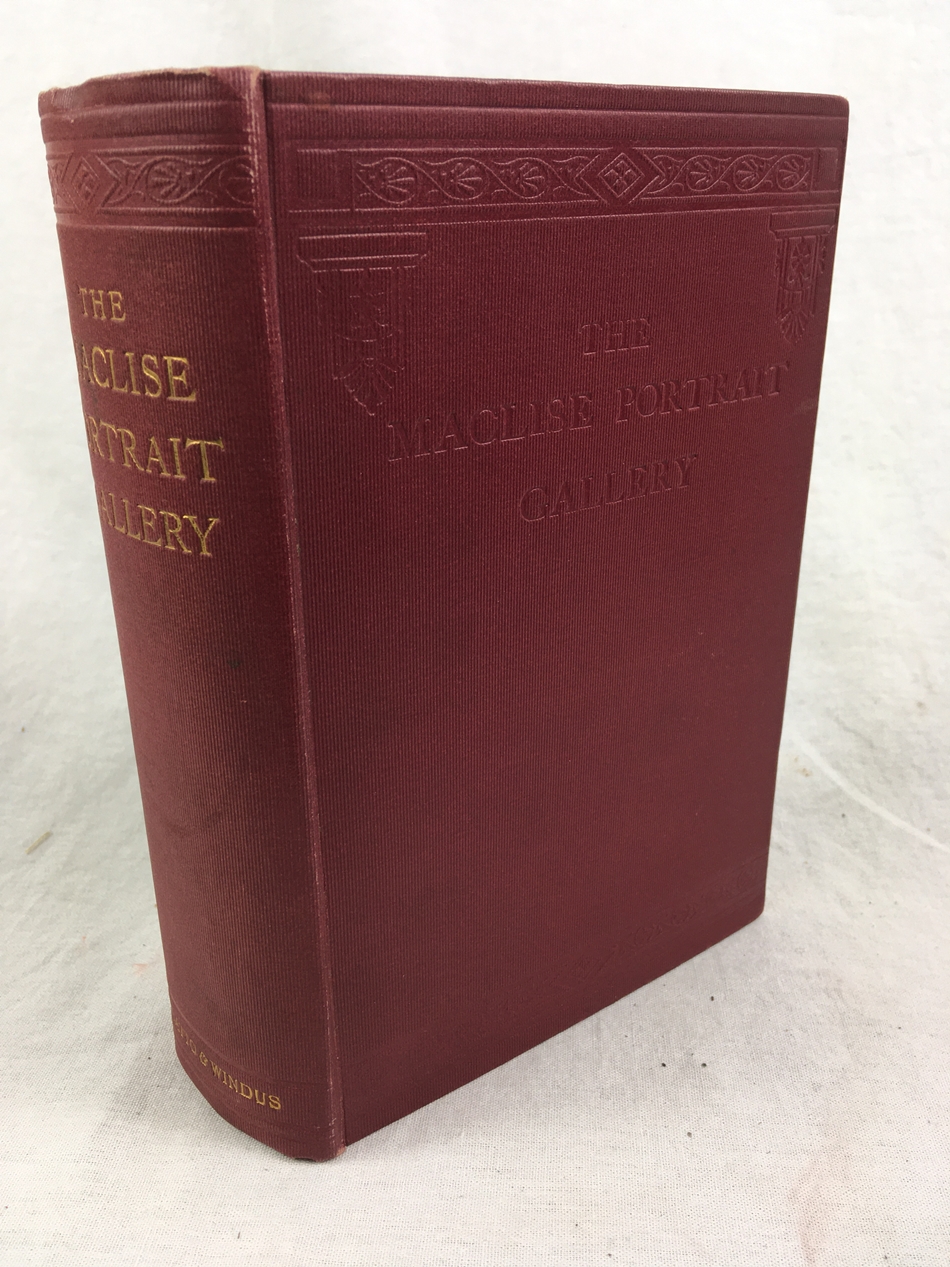 THE
ACLISE
RTRAIT
ALLERY
& WINDUS
THE
MACLISE PORTRAIT
GALLERY